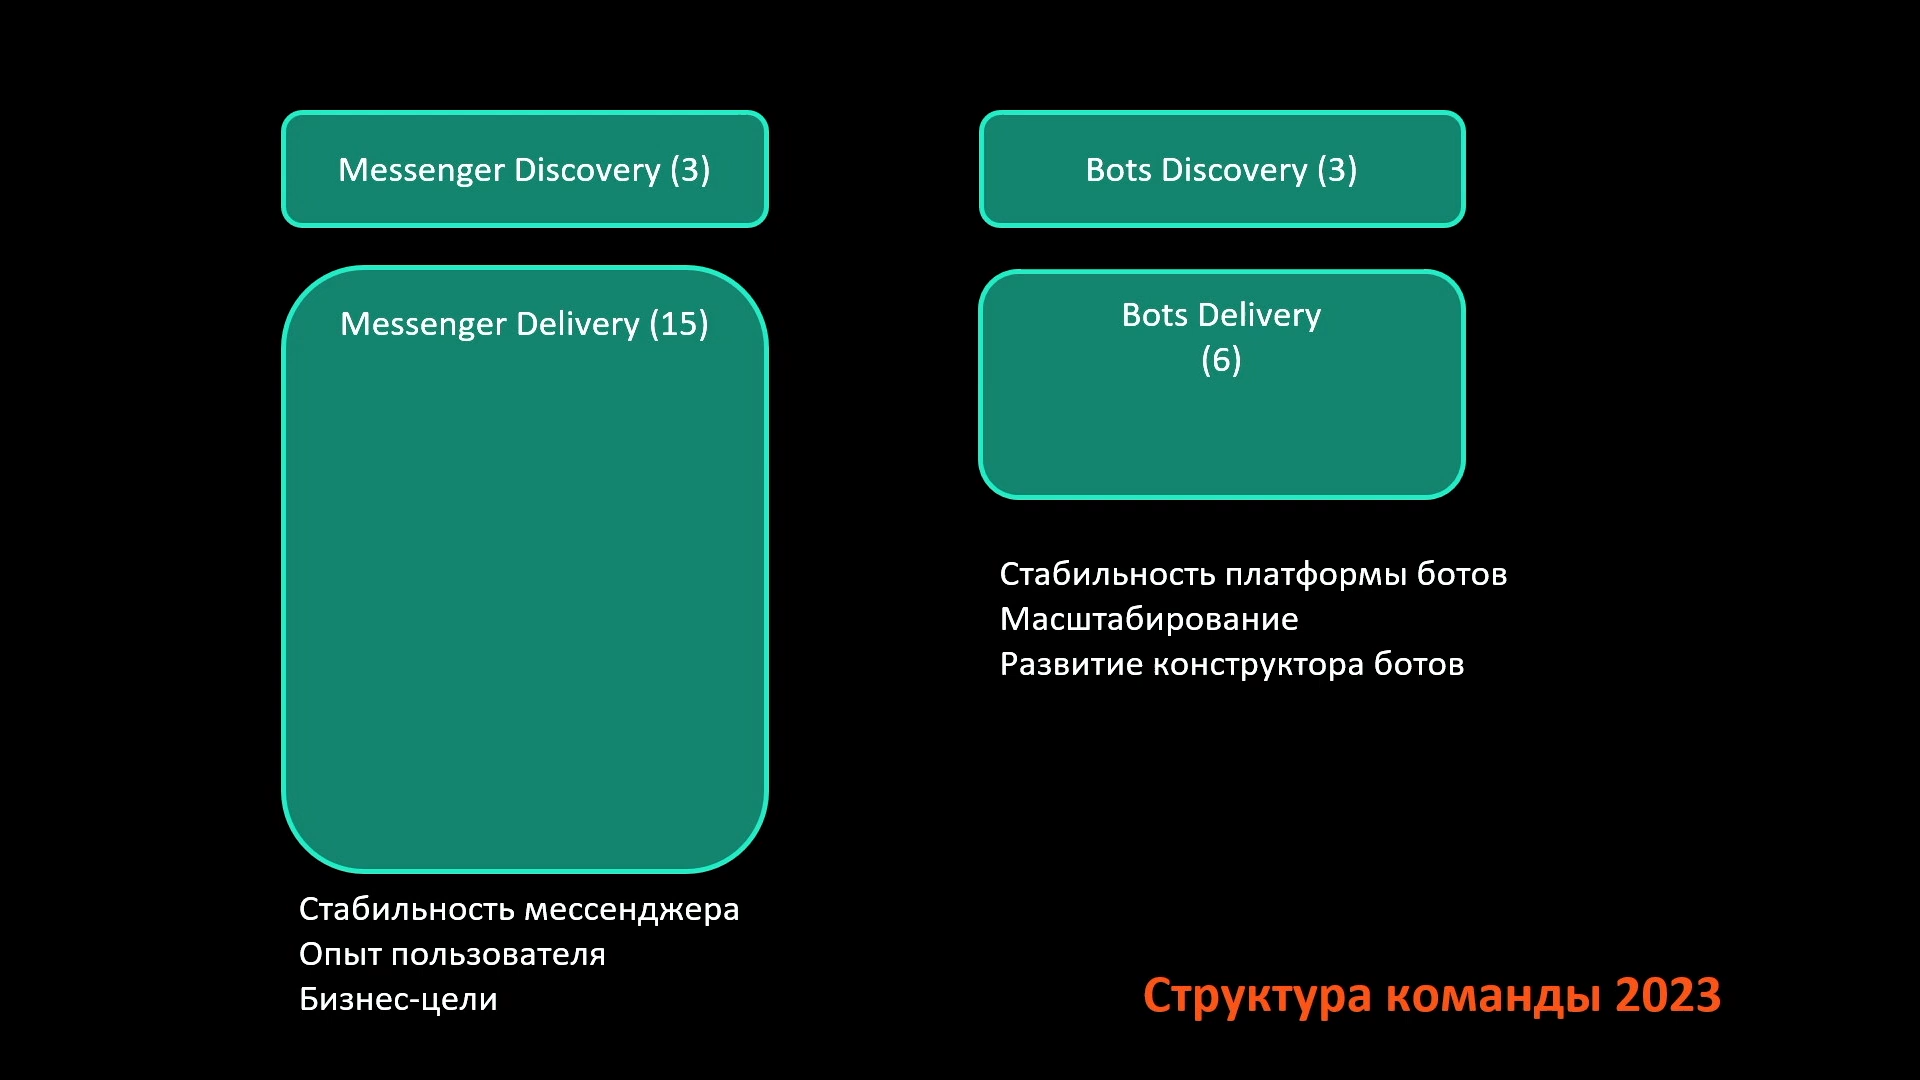 Messenger Discovery (3)
Messenger Delivery (15)
Стабильность мессенджера
Опыт пользователя
Бизнес-цели
Bots Discovery (3)
Bots Delivery
(6)
Стабильность платформы ботов
Масштабирование
Развитие конструктора ботов
Структура команды 2023